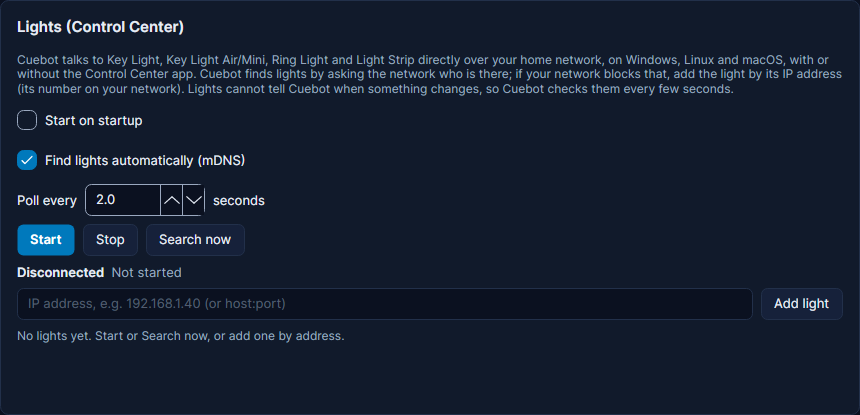 Lights (Control Center)
Cuebot talks to Key Light, Key Light Air/Mini, Ring Light and Light Strip directly over your home network, on Windows, Linux and macOS, with or
without the Control Center app. Cuebot finds lights by asking the network who is there; if your network blocks that, add the light by its IP address
(its number on your network). Lights cannot tell Cuebot when something changes, so Cuebot checks them every few seconds.
Start on startup
Find lights automatically (mDNS)
Poll every 2.0 seconds
Start Stop Search now
Disconnected Not started
IP address, e.g. 192.168.1.40 (or host:port) Add light
No lights yet. Start or Search now, or add one by address.